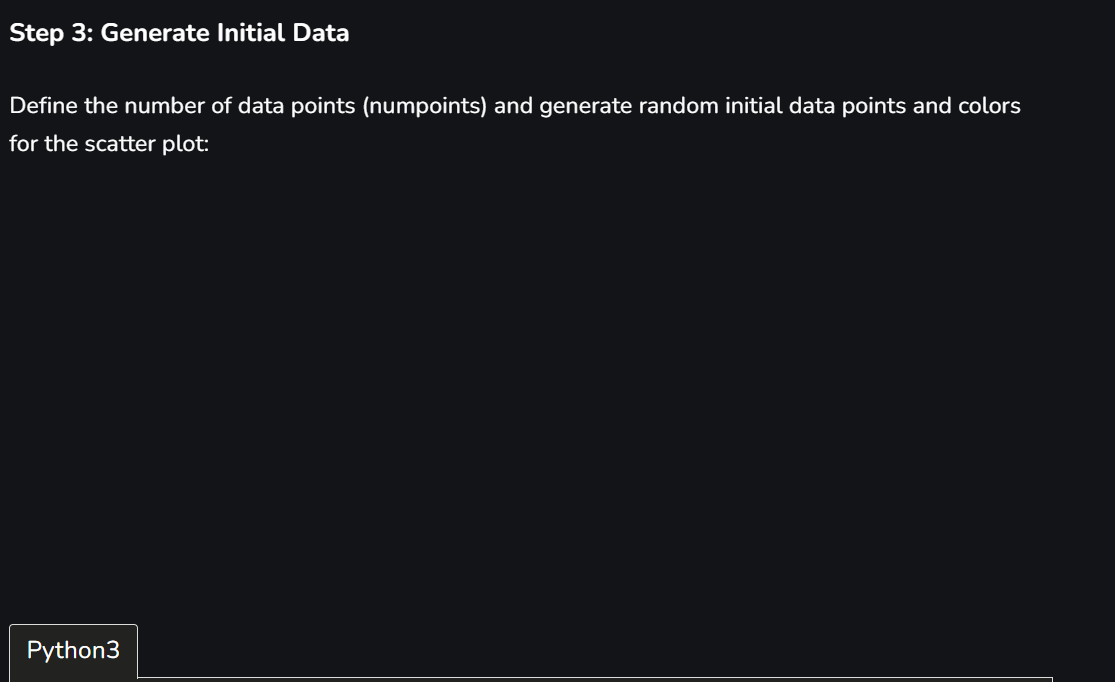 Step 3: Generate Initial Data
Define the number of data points (numpoints) and generate random initial data points and colors
for the scatter plot:
Python3